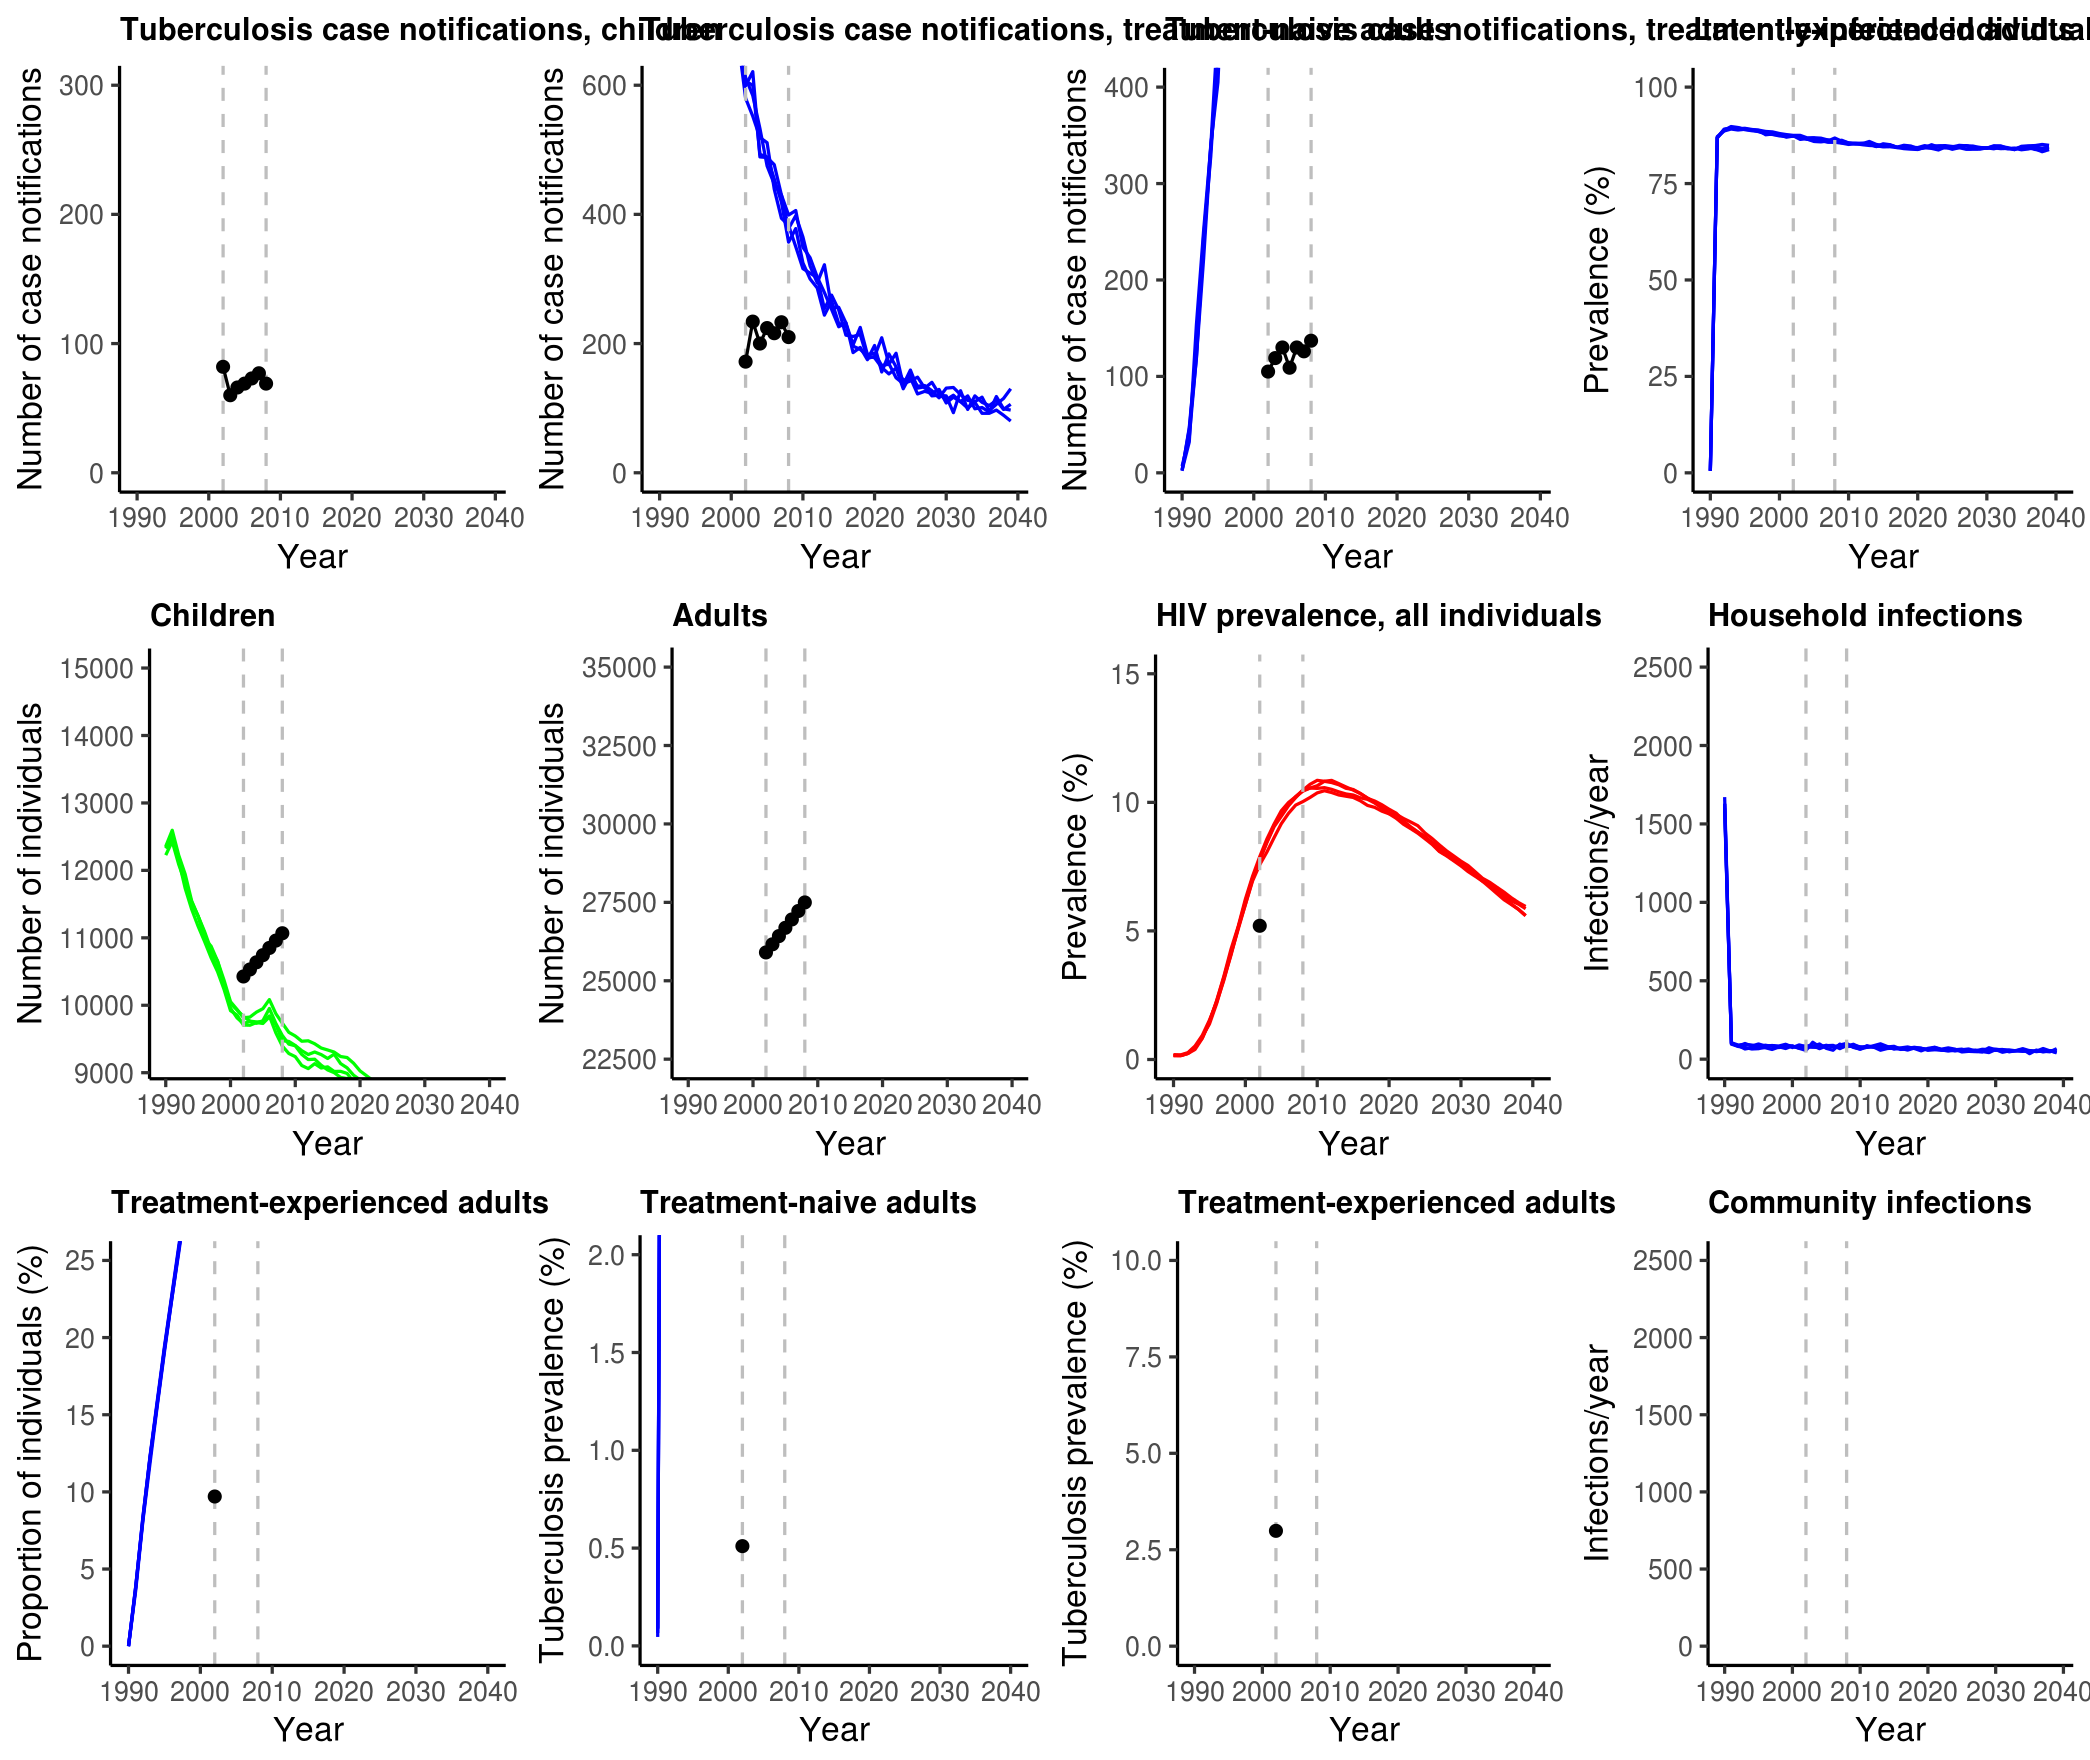 Tuberculosis case notifications, children
Tuberculosis case notifications, treatment-naive adults
Tuberculosis case notifications, treatment-experienced adults
Latently-infected individuals
Number of case notifications
300
200
100
0
1990 2000 2010 2020 2030 2040
Year
Number of case notifications
600
400
200
0
1990 2000 2010 2020 2030 2040
Year
Number of case notifications
400
300
200
100
0
1990 2000 2010 2020 2030 2040
Year
Prevalence (%)
100
75
50
25
0
1990 2000 2010 2020 2030 2040
Year
Children
Number of individuals
15000
14000
13000
12000
11000
10000
9000
1990 2000 2010 2020 2030 2040
Year
Adults
Number of individuals
35000
32500
30000
27500
25000
22500
1990 2000 2010 2020 2030 2040
Year
HIV prevalence, all individuals
Prevalence (%)
15
10
5
0
1990 2000 2010 2020 2030 2040
Year
Household infections
Infections/year
2500
2000
1500
1000
500
0
1990 2000 2010 2020 2030 2040
Year
Treatment-experienced adults
Proportion of individuals (%)
25
20
15
10
5
0
1990 2000 2010 2020 2030 2040
Year
Treatment-naive adults
Tuberculosis prevalence (%)
2.0
1.5
1.0
0.5
0.0
1990 2000 2010 2020 2030 2040
Year
Treatment-experienced adults
Tuberculosis prevalence (%)
10.0
7.5
5.0
2.5
0.0
1990 2000 2010 2020 2030 2040
Year
Community infections
Infections/year
2500
2000
1500
1000
500
0
1990 2000 2010 2020 2030 2040
Year